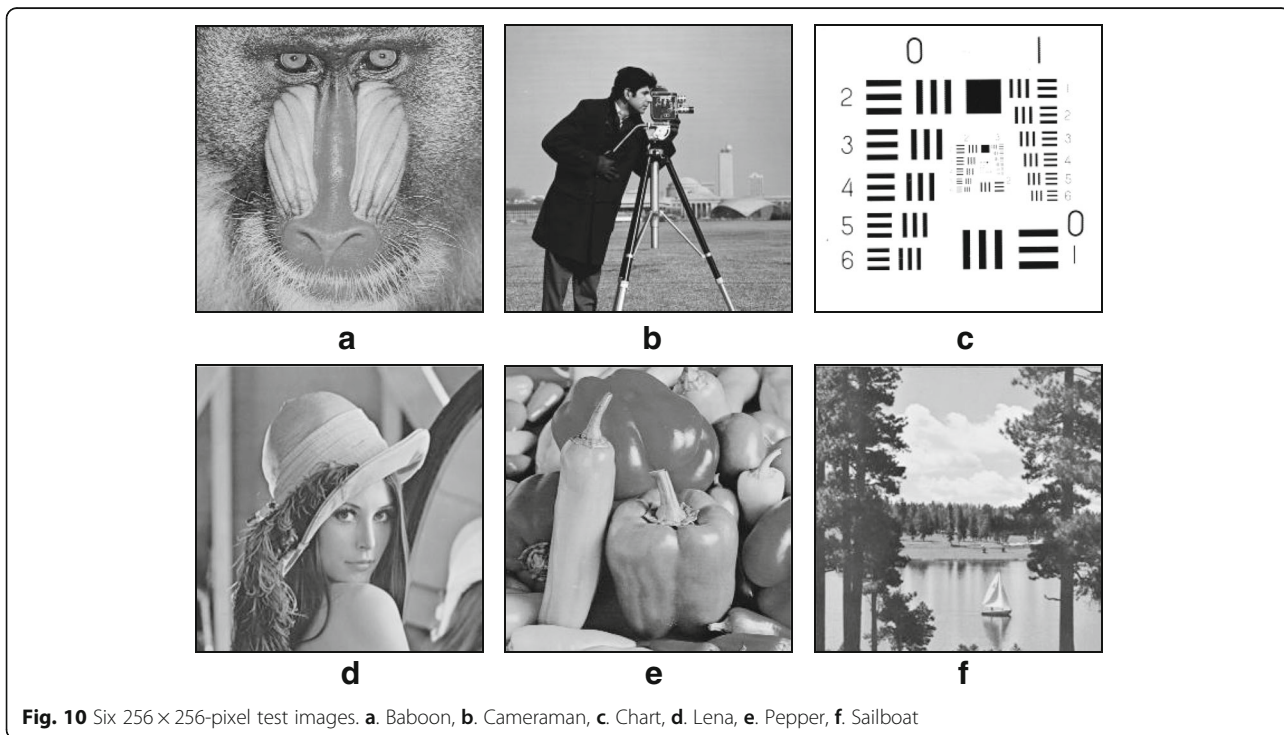 a
b
0 1
2
3
4
5
6
1
2
3
4
5
6
0
1
c
d
e
f
Fig. 10 Six 256 × 256-pixel test images. a. Baboon, b. Cameraman, c. Chart, d. Lena, e. Pepper, f. Sailboat